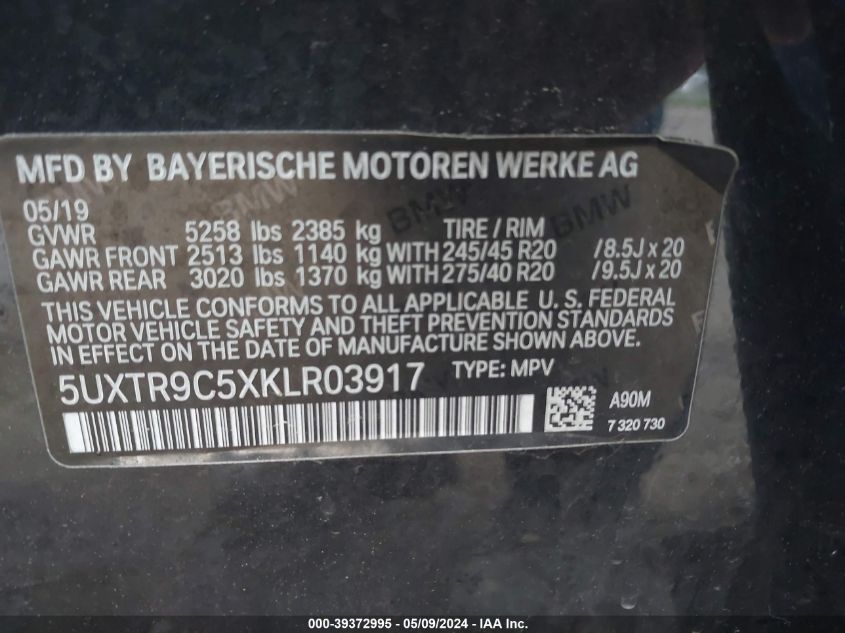 MFD BY BAYERISCHE MOTOREN WERKE AG
05/19
GVWR 5258 lbs 2385 kg TIRE / RIM
GAWR FRONT 2513 lbs 1140 kg WITH 245/45 R20 /8.5J x 20
GAWR REAR 3020 lbs 1370 kg WITH 275/40 R20 /9.5J x 20
THIS VEHICLE CONFORMS TO ALL APPLICABLE U. S. FEDERAL
MOTOR VEHICLE SAFETY AND THEFT PREVENTION STANDARDS
IN EFFECT ON THE DATE OF MANUFACTURE SHOWN ABOVE.
5UXTR9C5XKLR03917 TYPE: MPV
A90M
7 320 730
BMW
BMW
BMW
000-39372995 - 05/09/2024 - IAAI, Inc.